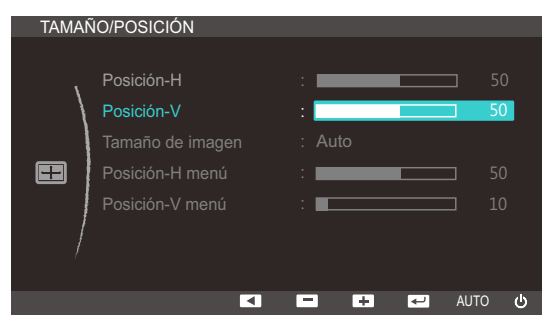 TAMAÑO/POSICIÓN
Posición-H : 50
Posición-V : 50
Tamaño de imagen : Auto
Posición-H menú : 50
Posición-V menú : 10
AUTO